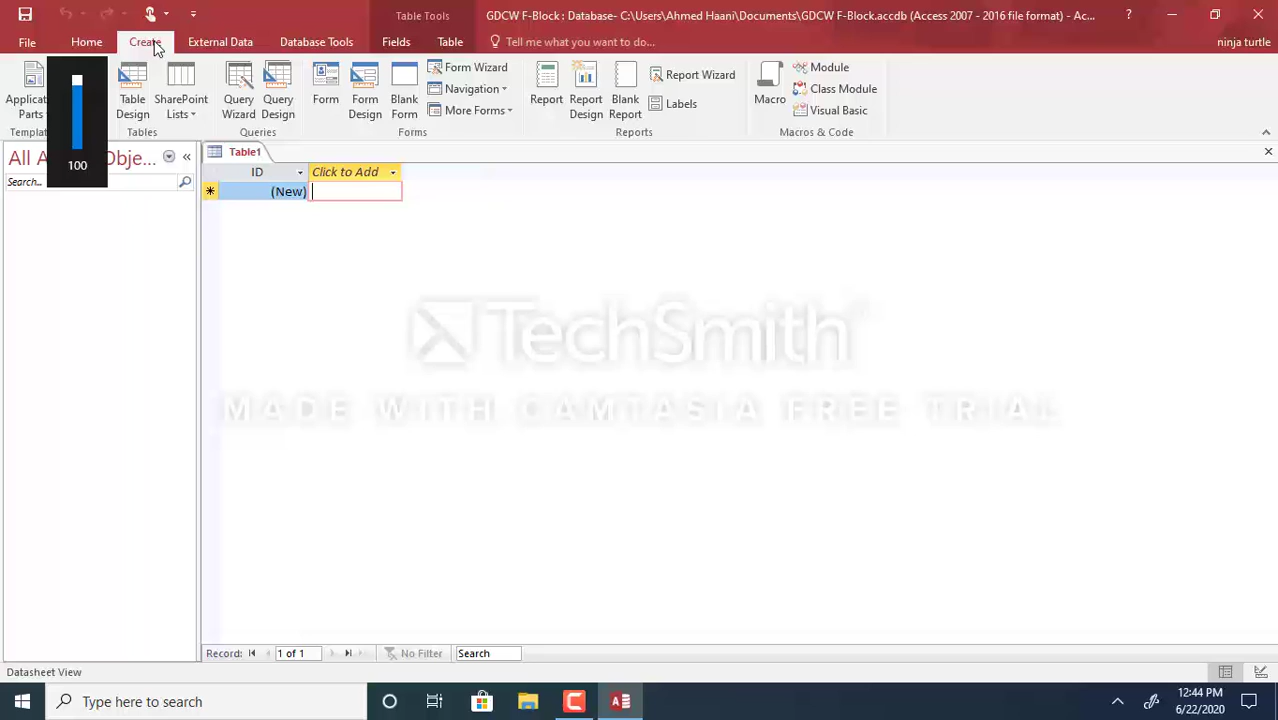 Table Tools
GDCW F-Block : Database- C:\Users\Ahmed Haani\Documents\GDCW F-Block.accdb (Access 2007 - 2016 file format) - Ac...
File Home Create External Data Database Tools Fields Table Tell me what you want to do... ninja turtle
Form Wizard
Navigation
More Forms
Report Wizard
Labels
Module
Class Module
Visual Basic
Parts
Table Design
SharePoint Lists
Query Wizard
Query Design
Form
Form Design
Blank Form
Report
Report Design
Blank Report
Macro
Tables
Queries
Forms
Reports
Macros & Code
100
All A
Obje...
Search...
Table1
ID Click to Add
(New)
TechSmith
MADE WITH CAMTASIA FREE TRIAL
Record: 1 of 1 No Filter Search
Datasheet View
Type here to search
12:44 PM
6/22/2020